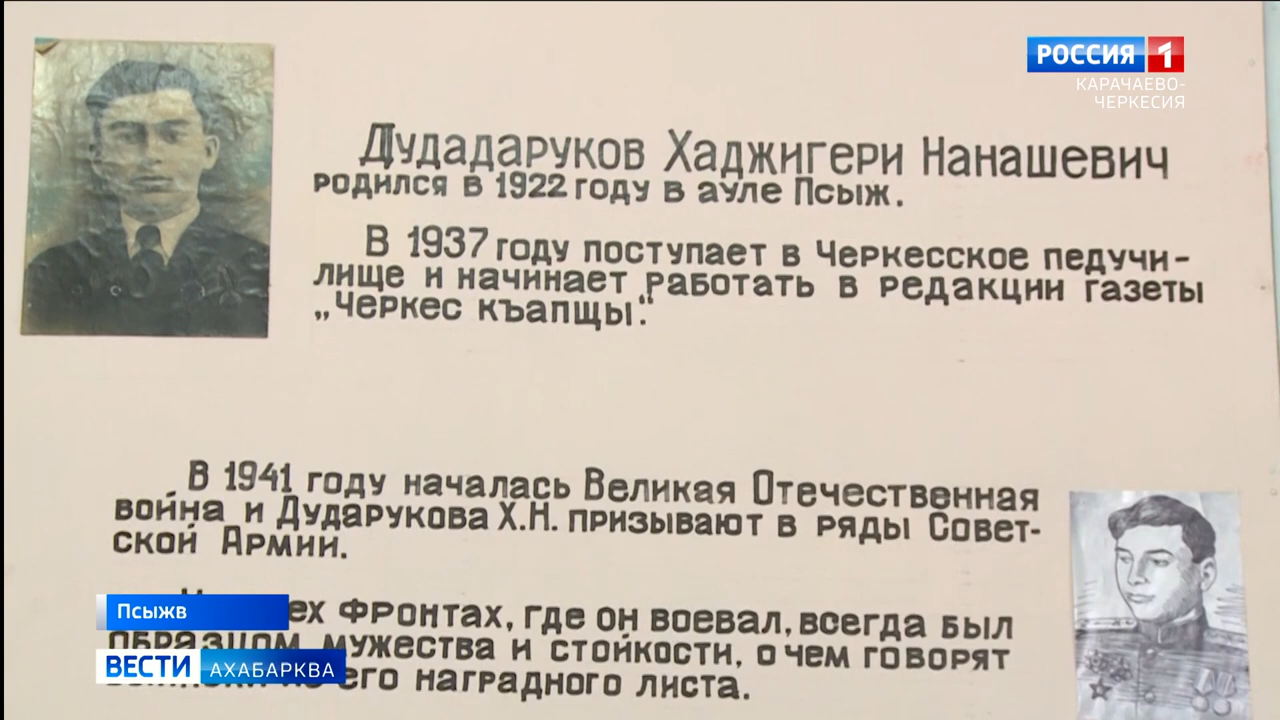 РОССИЯ 1
КАРАЧАЕВО-
ЧЕРКЕСИЯ
Дудадаруков Хаджигери Нанашевич
родился в 1922 году в ауле Псыж.
В 1937 году поступает в Черкесское педучи-
лище и начинает работать в редакции газеты
„Черкес къапщы".
В 1941 году началась Великая Отечественная
война и Дударукова Х.Н. призывают в ряды Совет-
ской Армии.
ех фронтах, где он воевал, всегда был
образцом мужества и стойкости, о чем говорят
его наградного листа.
Псыжв
ВЕСТИ АХАБАРКВА